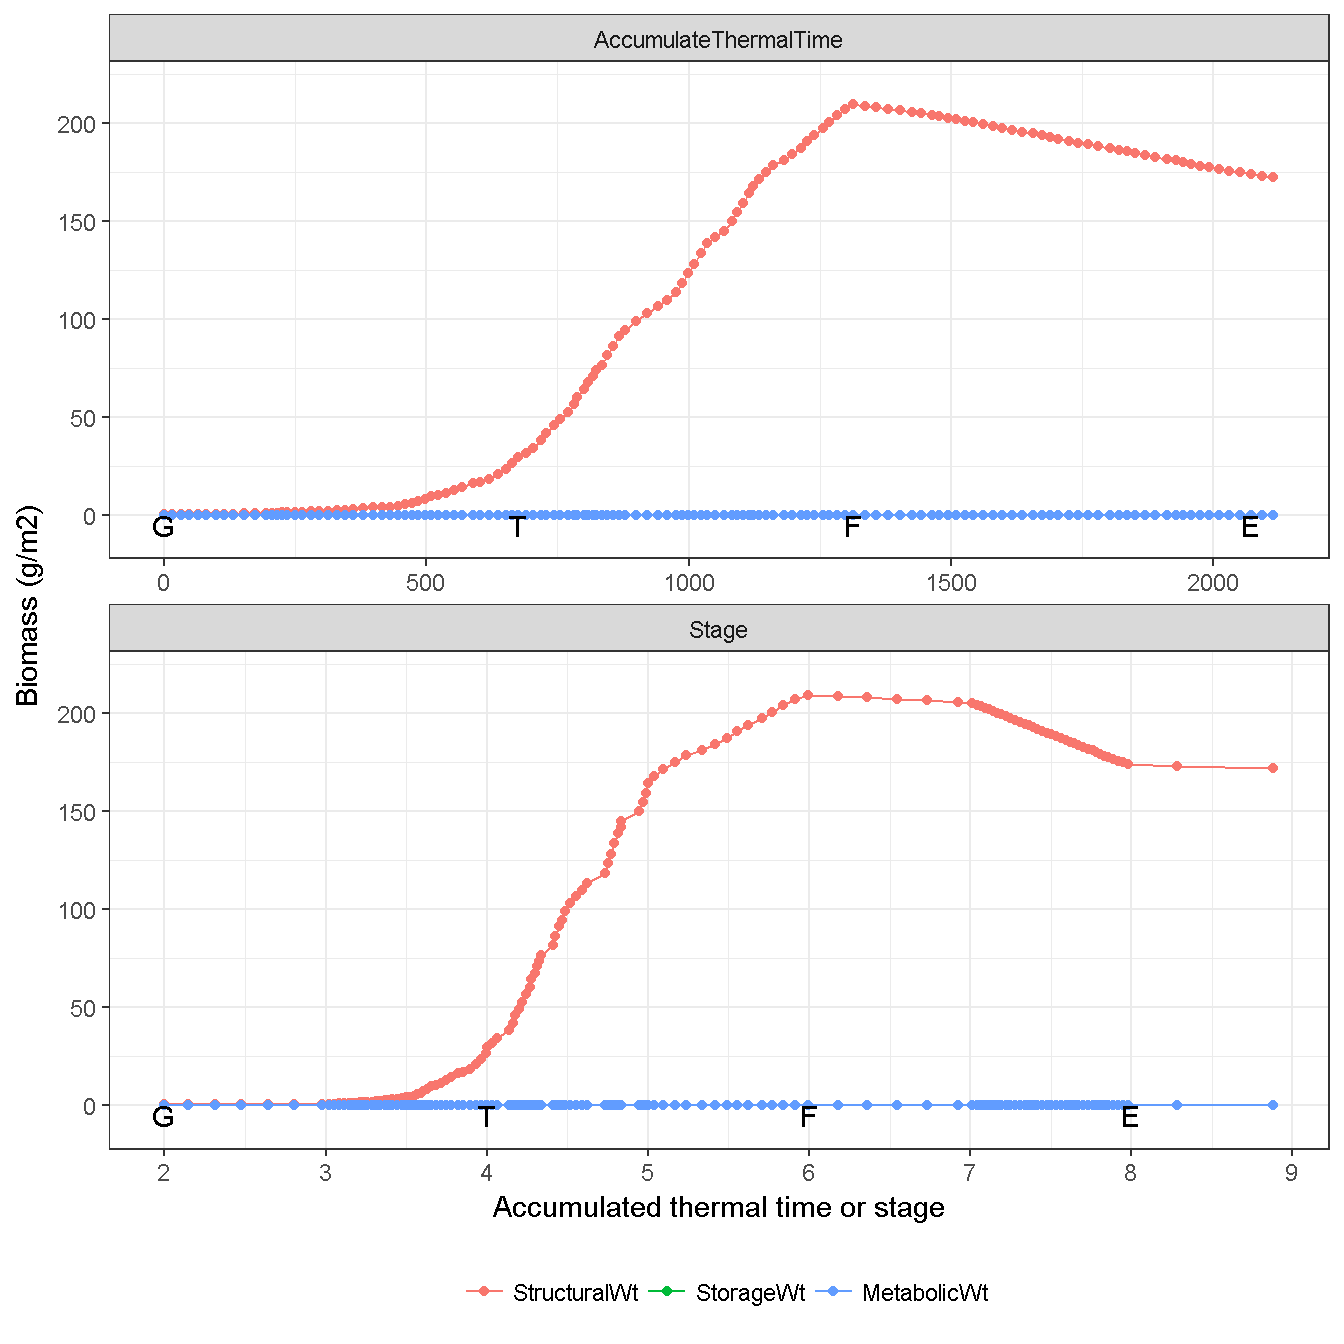 AccumulateThermalTime
200
150
100
50
0
G T F E
0 500 1000 1500 2000
Biomass (g/m2)
Stage
200
150
100
50
0
G T F E
2 3 4 5 6 7 8 9
Accumulated thermal time or stage
StructuralWt StorageWt MetabolicWt